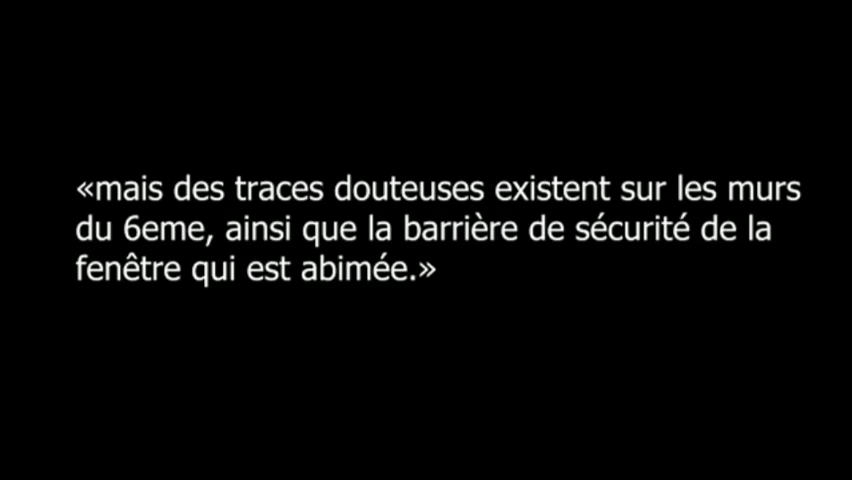 «mais des traces douteuses existent sur les murs
du 6eme, ainsi que la barrière de sécurité de la
fenêtre qui est abimée.»